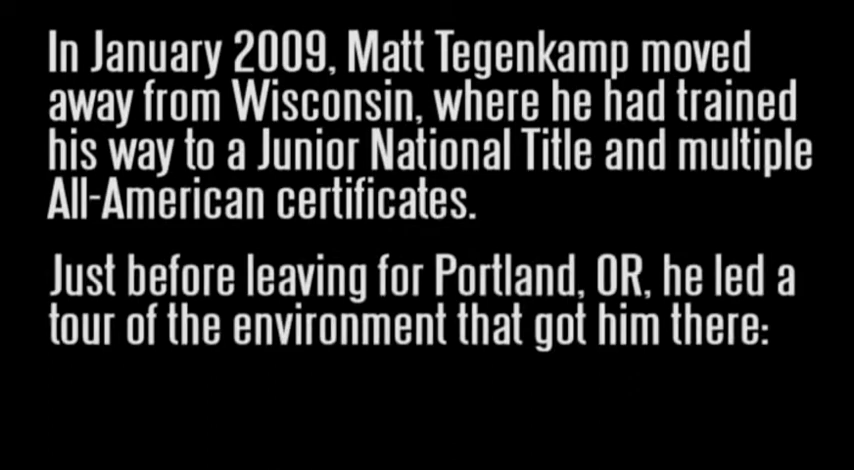 In January 2009, Matt Tegenkamp moved
away from Wisconsin, where he had trained
his way to a Junior National Title and multiple
All-American certificates.
Just before leaving for Portland, OR, he led a
tour of the environment that got him there: